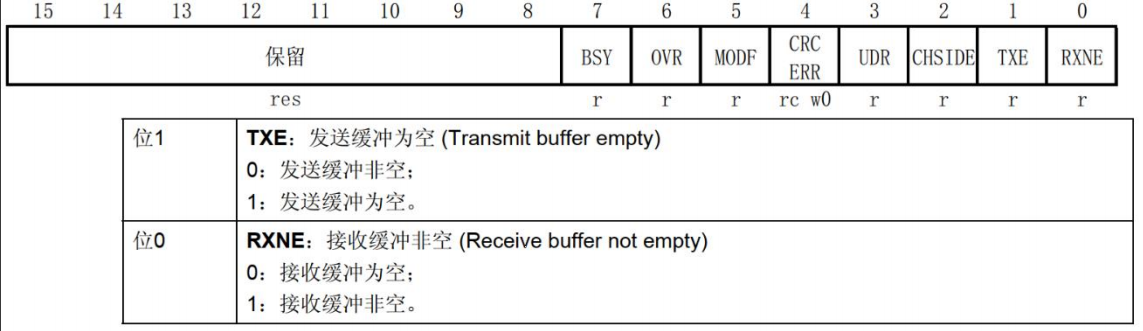 15 14 13 12 11 10 9 8 7 6 5 4 3 2 1 0
保留 BSY OVR MODF CRC ERR UDR CHSIDE TXE RXNE
res r r r rc w0 r r r r
位1 TXE：发送缓冲为空 (Transmit buffer empty)
0：发送缓冲非空；
1：发送缓冲为空。
位0 RXNE：接收缓冲非空 (Receive buffer not empty)
0：接收缓冲为空；
1：接收缓冲非空。